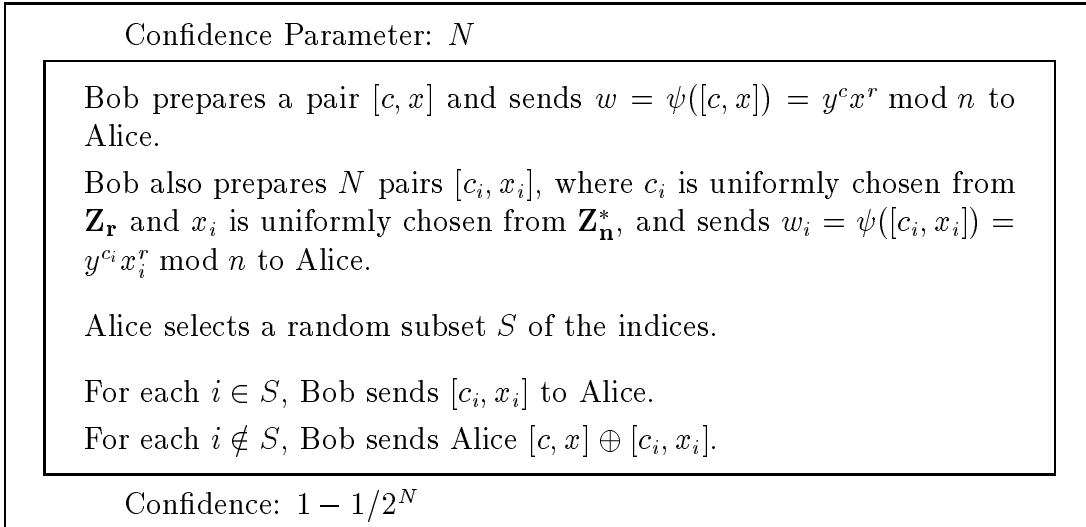 Confidence Parameter: N
Bob prepares a pair [c, x] and sends w = ψ([c, x]) = y^c x^r mod n to
Alice.
Bob also prepares N pairs [c_i, x_i], where c_i is uniformly chosen from
Z_r and x_i is uniformly chosen from Z_n^*, and sends w_i = ψ([c_i, x_i]) =
y^{c_i} x_i^r mod n to Alice.
Alice selects a random subset S of the indices.
For each i ∈ S, Bob sends [c_i, x_i] to Alice.
For each i ∉ S, Bob sends Alice [c, x] ⊕ [c_i, x_i].
Confidence: 1 − 1/2^N